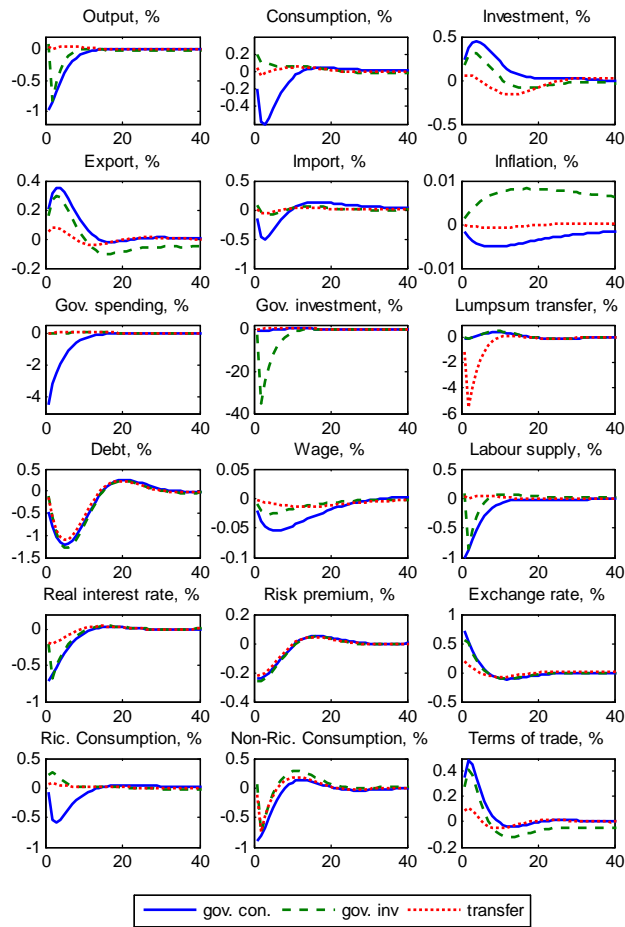 Output, %
Consumption, %
Investment, %
0
-0.5
-1
0 20 40
0.2
0
-0.2
-0.4
0 20 40
0.5
0
-0.5
0 20 40
Export, %
Import, %
Inflation, %
0.4
0.2
0
-0.2
0 20 40
0.5
0
-0.5
-1
0 20 40
0.01
0
-0.01
0 20 40
Gov. spending, %
Gov. investment, %
Lumpsum transfer, %
0
-2
-4
0 20 40
0
-20
-40
0 20 40
0
-2
-4
-6
0 20 40
Debt, %
Wage, %
Labour supply, %
0.5
0
-0.5
-1
-1.5
0 20 40
0.05
0
-0.05
-0.1
0 20 40
0.5
0
-0.5
-1
0 20 40
Real interest rate, %
Risk premium, %
Exchange rate, %
0
-0.5
-1
0 20 40
0.2
0
-0.2
-0.4
0 20 40
1
0.5
0
-0.5
0 20 40
Ric. Consumption, %
Non-Ric. Consumption, %
Terms of trade, %
0.5
0
-0.5
-1
0 20 40
0.5
0
-0.5
-1
0 20 40
0.4
0.2
0
-0.2
0 20 40
gov. con. gov. inv transfer